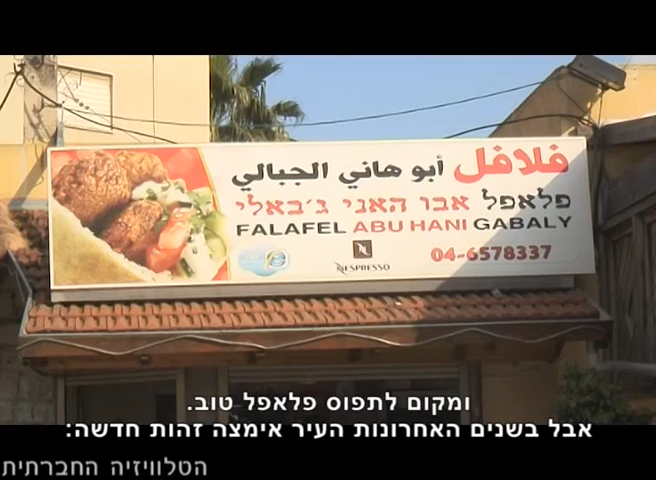 فلافل أبو هاني الجبالي
פלאפל אבו האני ג׳באלי
FALAFEL ABU HANI GABALY
NESPRESSO
04-6578337
ומקום לתפוס פלאפל טוב.
אבל בשנים האחרונות העיר אימצה זהות חדשה:
הטלוויזיה החברתית